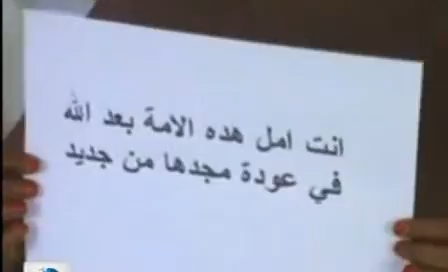 انت امل هده الامة بعد الله
في عودة مجدها من جديد